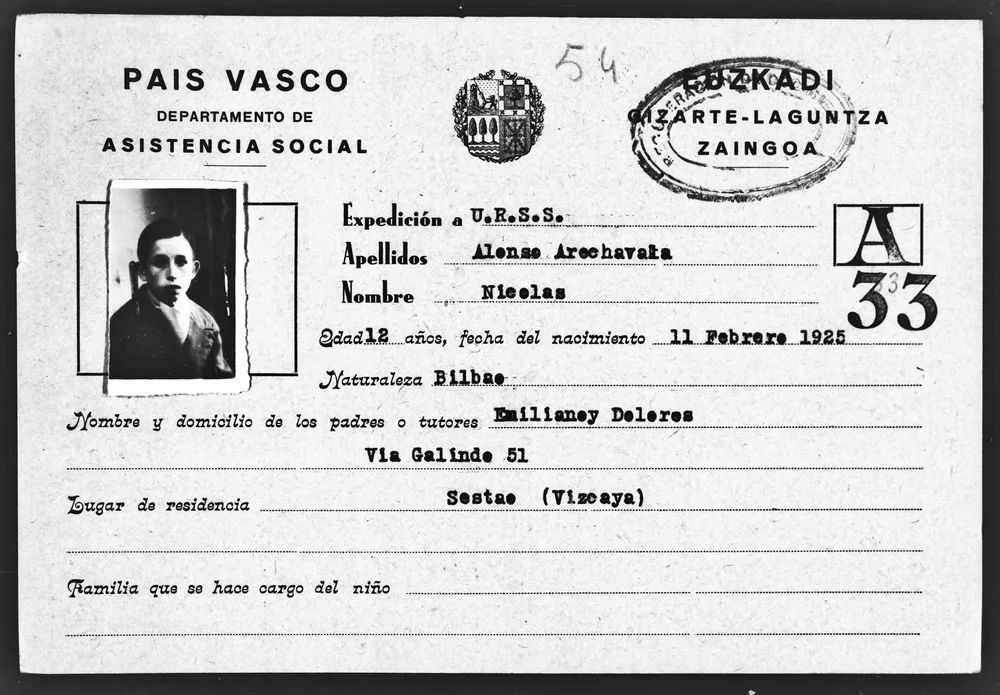 54
PAIS VASCO
DEPARTAMENTO DE
ASISTENCIA SOCIAL
EUZKADI
GIZARTE-LAGUNTZA
ZAINGOA
Expedición a U.R.S.S.
Apellidos Alonso Arechavala
Nombre Nicolas
A
33
33
Edad 12 años, fecha del nacimiento 11 Febrero 1925
Naturaleza Bilbao
Nombre y domicilio de los padres o tutores Emilianoy Dolores
Via Galindo 51
Lugar de residencia Sestao (Vizcaya)
Familia que se hace cargo del niño